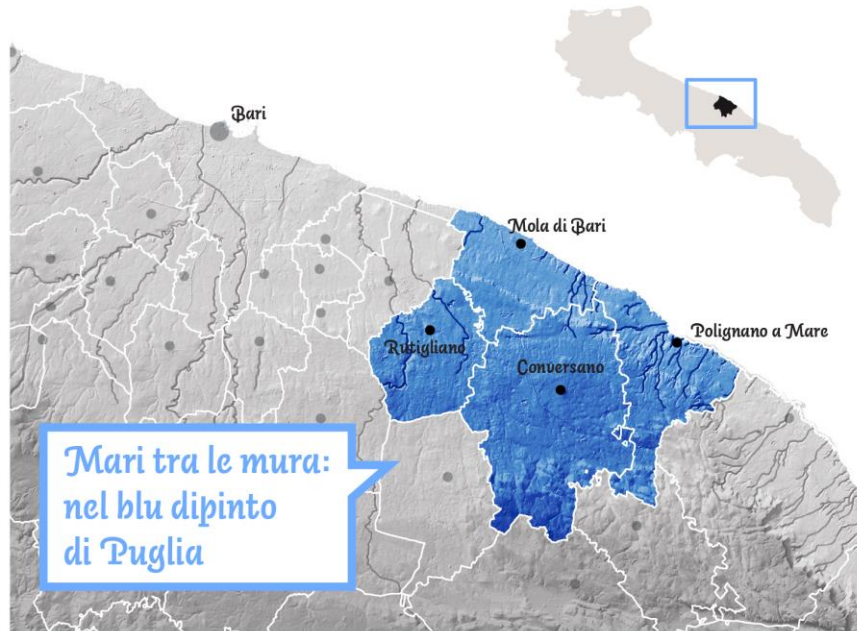 Bari
Mola di Bari
Polignano a Mare
Rutigliano
Conversano
Mari tra le mura:
nel blu dipinto
di Puglia